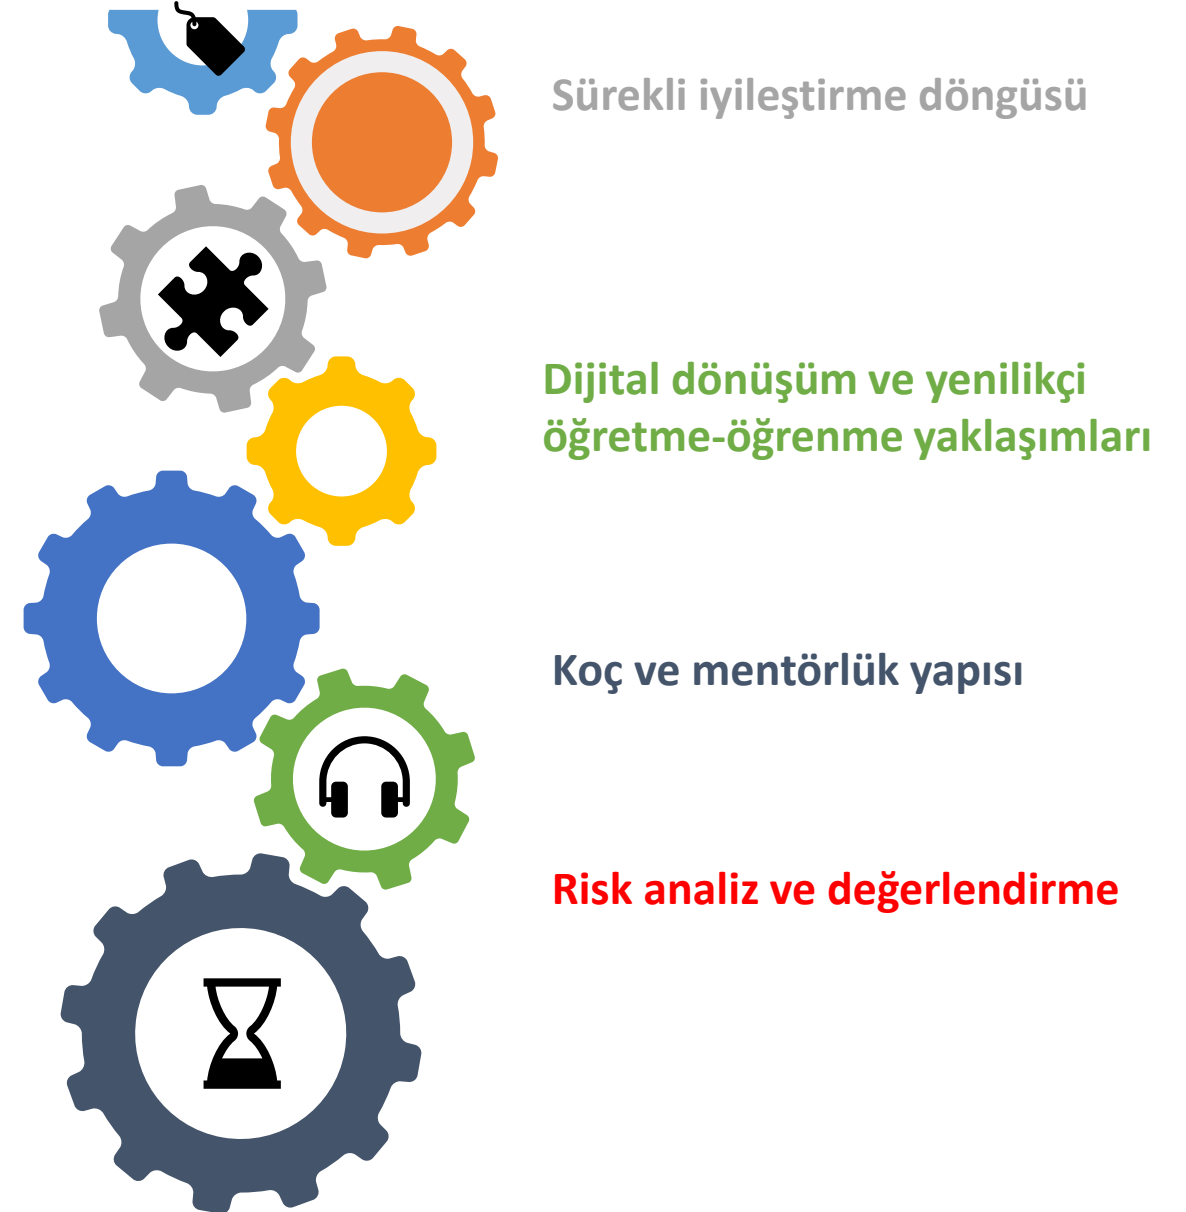 Sürekli iyileştirme döngüsü
Dijital dönüşüm ve yenilikçi
öğretme-öğrenme yaklaşımları
Koç ve mentörlük yapısı
Risk analiz ve değerlendirme